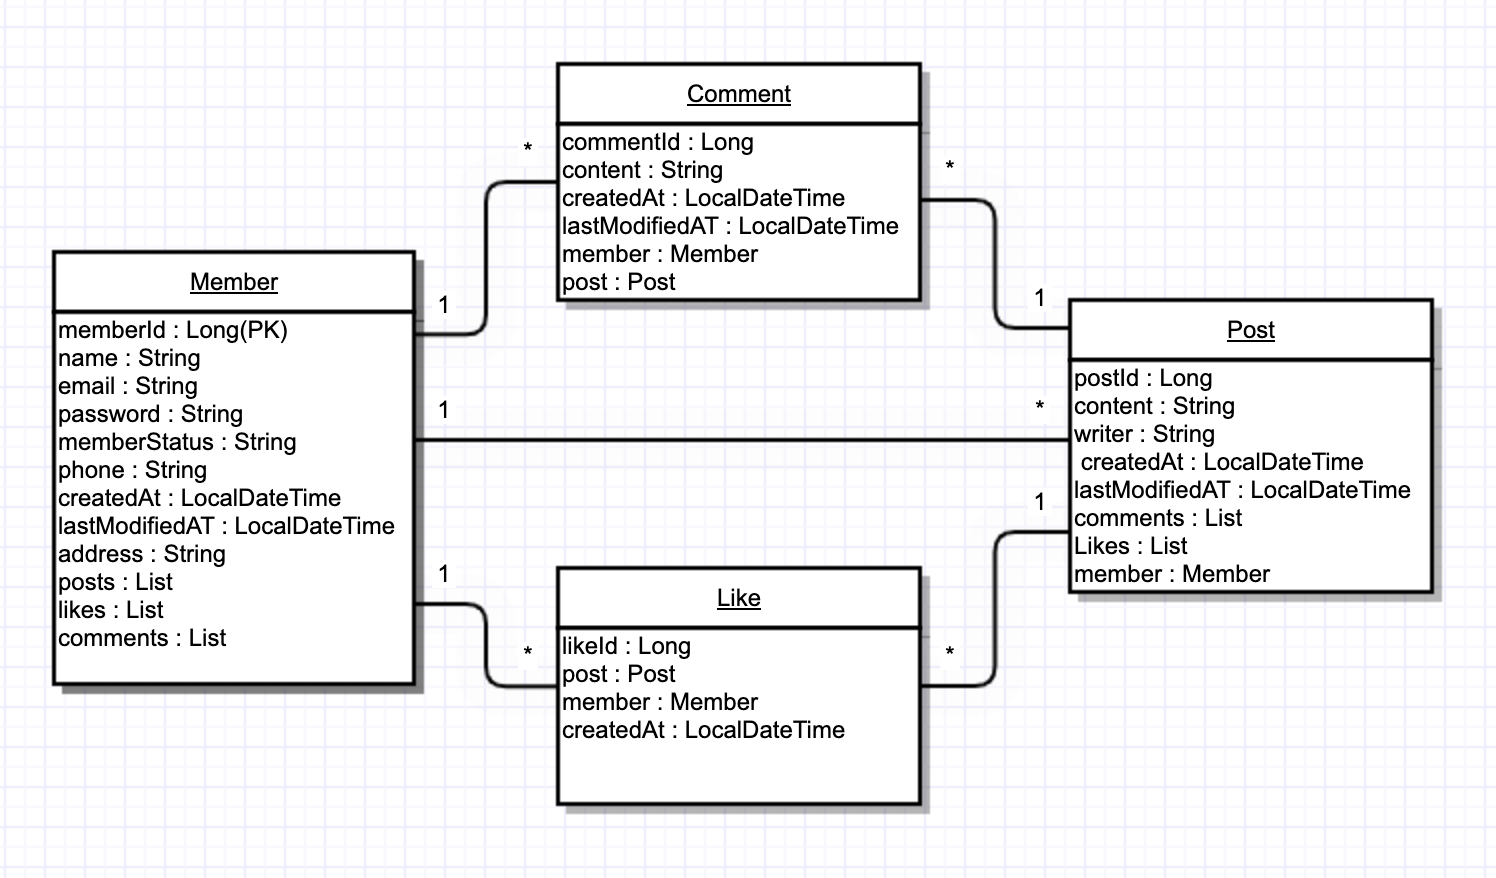 Comment
commentId : Long
content : String
createdAt : LocalDateTime
lastModifiedAT : LocalDateTime
member : Member
post : Post
*
*
1
1
Member
memberId : Long(PK)
name : String
email : String
password : String
memberStatus : String
phone : String
createdAt : LocalDateTime
lastModifiedAT : LocalDateTime
address : String
posts : List
likes : List
comments : List
1
*
1
1
*
*
Post
postId : Long
content : String
writer : String
createdAt : LocalDateTime
lastModifiedAT : LocalDateTime
comments : List
Likes : List
member : Member
Like
likeId : Long
post : Post
member : Member
createdAt : LocalDateTime